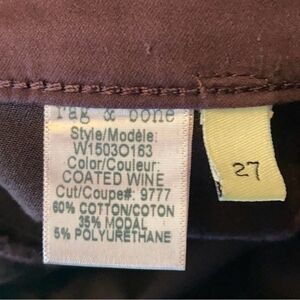 rag & bone
Style/Modèle:
W1503O163
Color/Couleur:
COATED WINE
Cut/Coupe#: 9777
60% COTTON/COTON
35% MODAL
5% POLYURETHANE
27